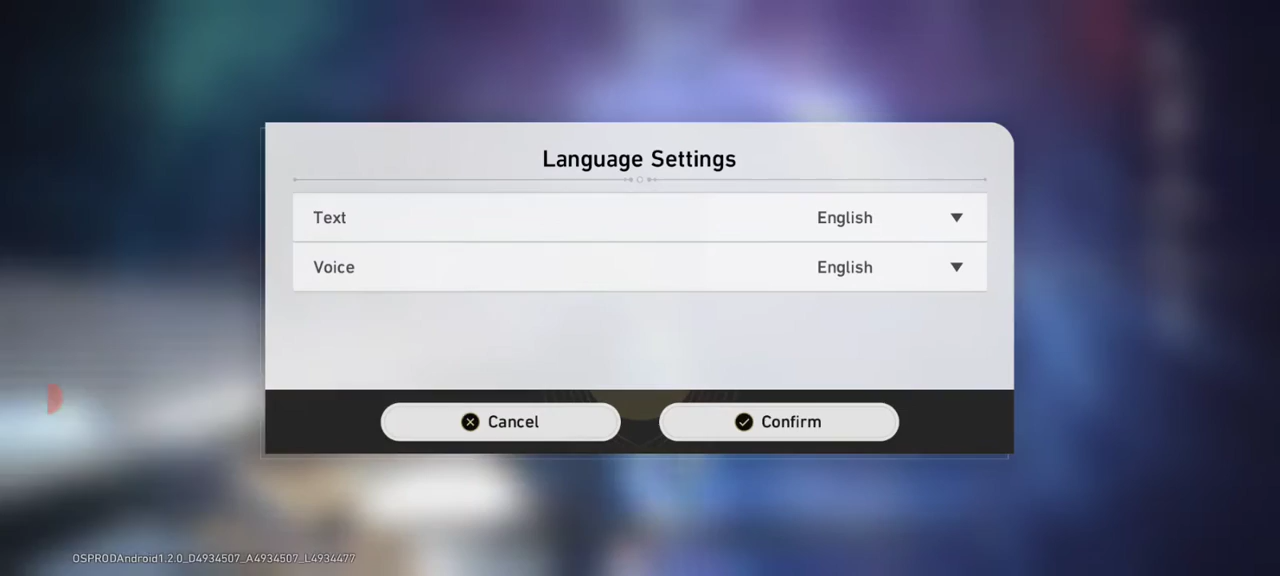 Language Settings
Text English
Voice English
Cancel Confirm
OSPRODAndroid1.2.0_D4934507_A4934507_L4934477